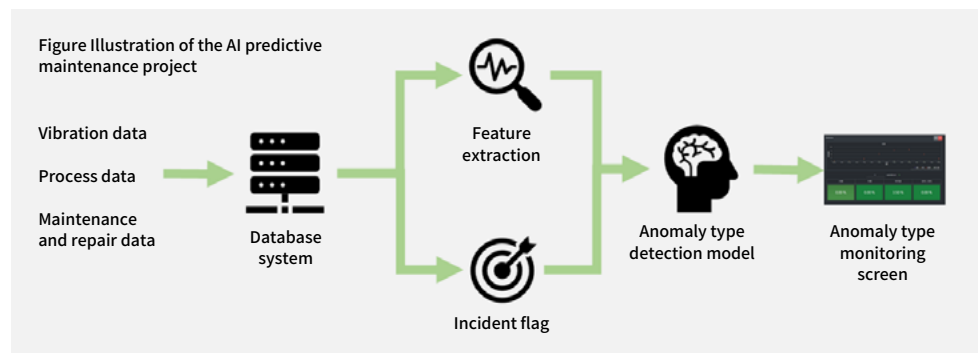 Figure Illustration of the AI predictive
maintenance project
Vibration data
Process data
Maintenance
and repair data
Database
system
Feature
extraction
Incident flag
Anomaly type
detection model
Anomaly type
monitoring
screen